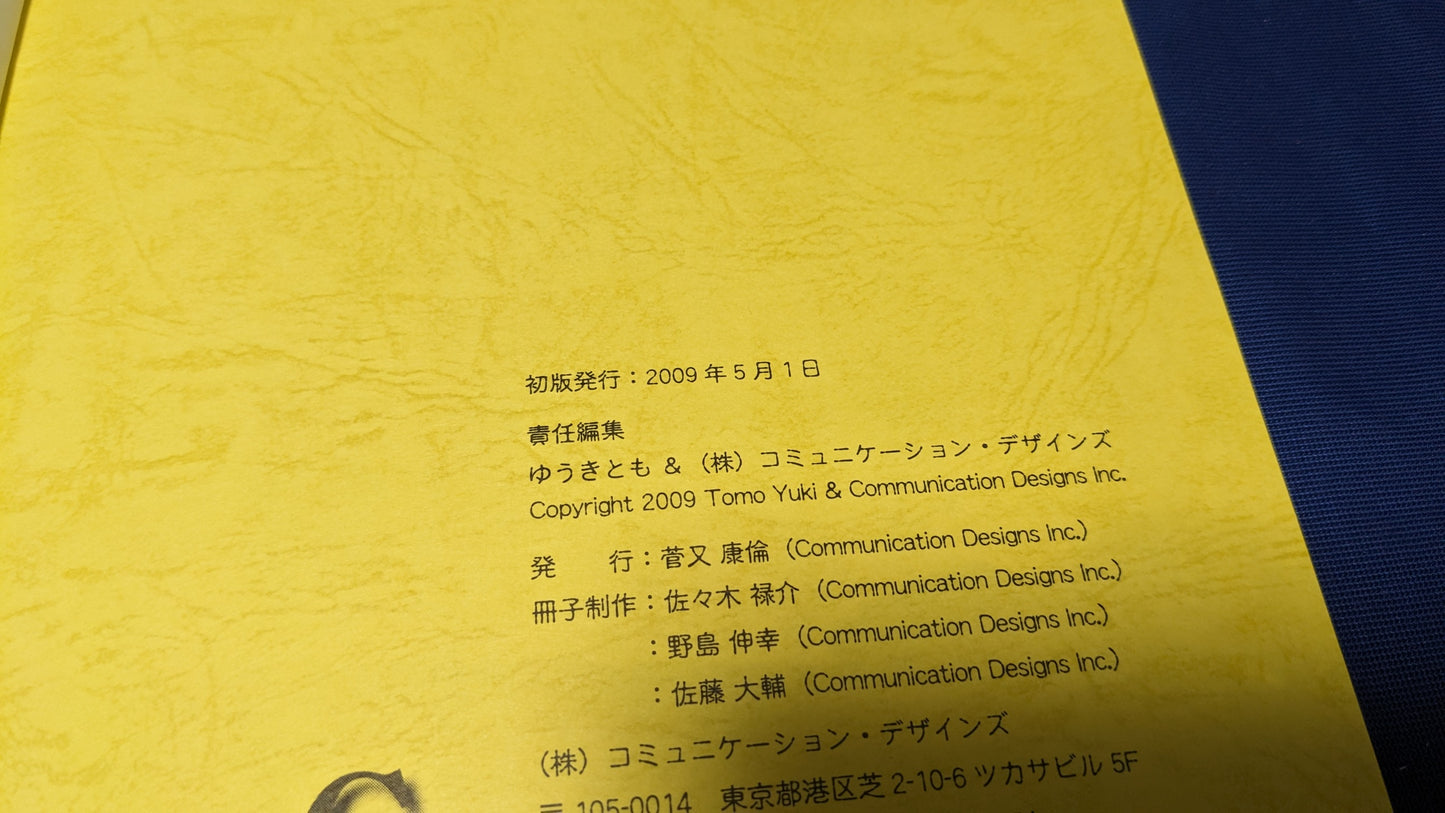 初版発行：2009年5月1日
責任編集
ゆうきとも &（株）コミュニケーション・デザインズ
Copyright 2009 Tomo Yuki & Communication Designs Inc.
発　　行：菅又 康倫（Communication Designs Inc.）
冊子制作：佐々木 禄介（Communication Designs Inc.）
：野島 伸幸（Communication Designs Inc.）
：佐藤 大輔（Communication Designs Inc.）
（株）コミュニケーション・デザインズ
〒 105-0014　東京都港区芝2-10-6 ツカサビル 5F